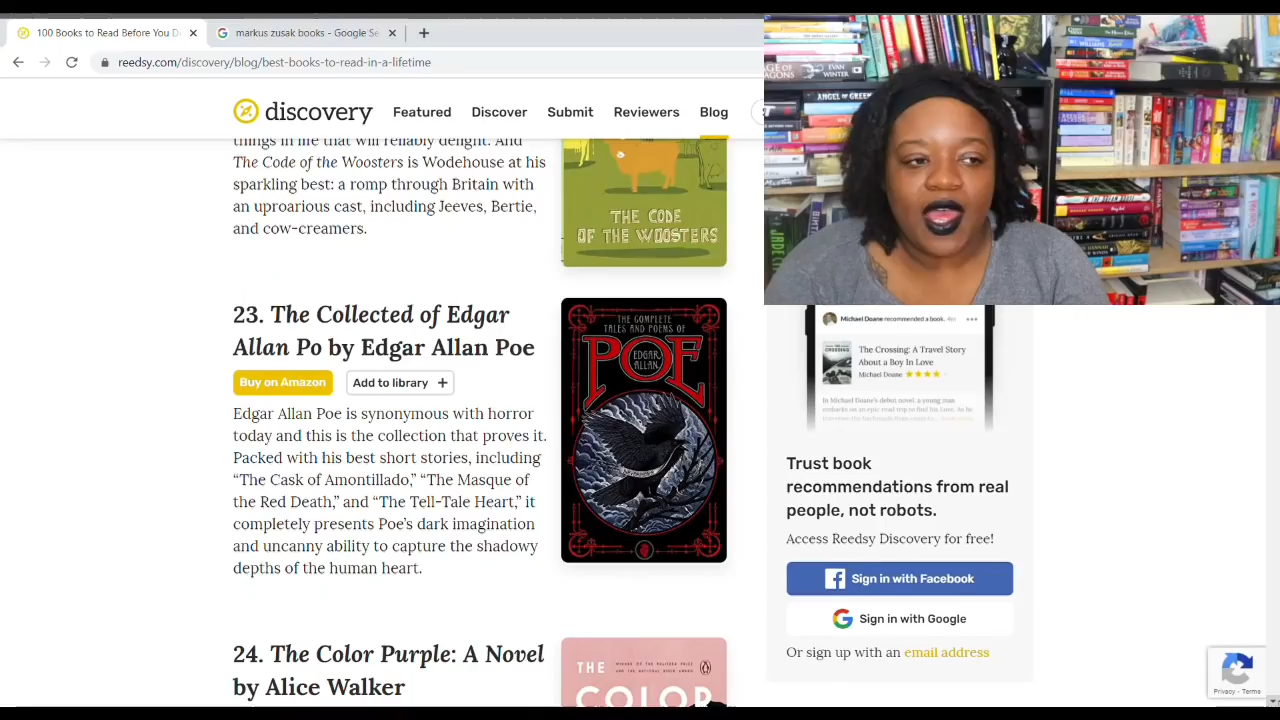 100 Book
books - Google Se
reedsy.com/discovery/blog/best-books-to-read-in-a-lifetime
discovery
Featured
Discover
Submit
Reviewers
Blog
things in life that will reliably delight. And
The Code of the Woosters is Wodehouse at his
sparkling best: a romp through Britain with
an uproarious cast, including Jeeves, Bertie,
and cow-creamers.
THE CODE
OF THE WOOSTERS
23. The Collected of Edgar
Allan Po by Edgar Allan Poe
Buy on Amazon
Add to library +
Edgar Allan Poe is synonymous with horror
today and this is the collection that proves it.
Packed with his best short stories, including
“The Cask of Amontillado,” “The Masque of
the Red Death,” and “The Tell-Tale Heart,” it
completely presents Poe’s dark imagination
and uncanny ability to capture the shadowy
depths of the human heart.
THE COMPLETE
TALES AND POEMS OF
EDGAR
ALLAN
POE
24. The Color Purple: A Novel
by Alice Walker
THE
COLOR
EVAN
WINTER
Michael Doane recommended a book.
The Crossing: A Travel Story
About a Boy In Love
Michael Doane
Trust book
recommendations from real
people, not robots.
Access Reedsy Discovery for free!
Sign in with Facebook
Sign in with Google
Or sign up with an email address
Privacy - Terms